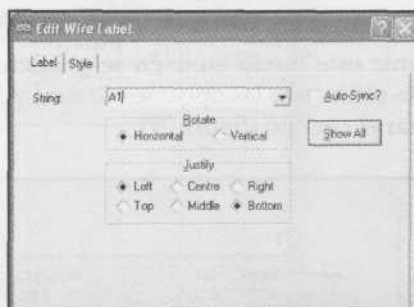 Edit Wire Label
Label Style
String: A1 Auto-Sync?
Rotate
Horizontal Vertical
Show All
Justify
Left Centre Right
Top Middle Bottom